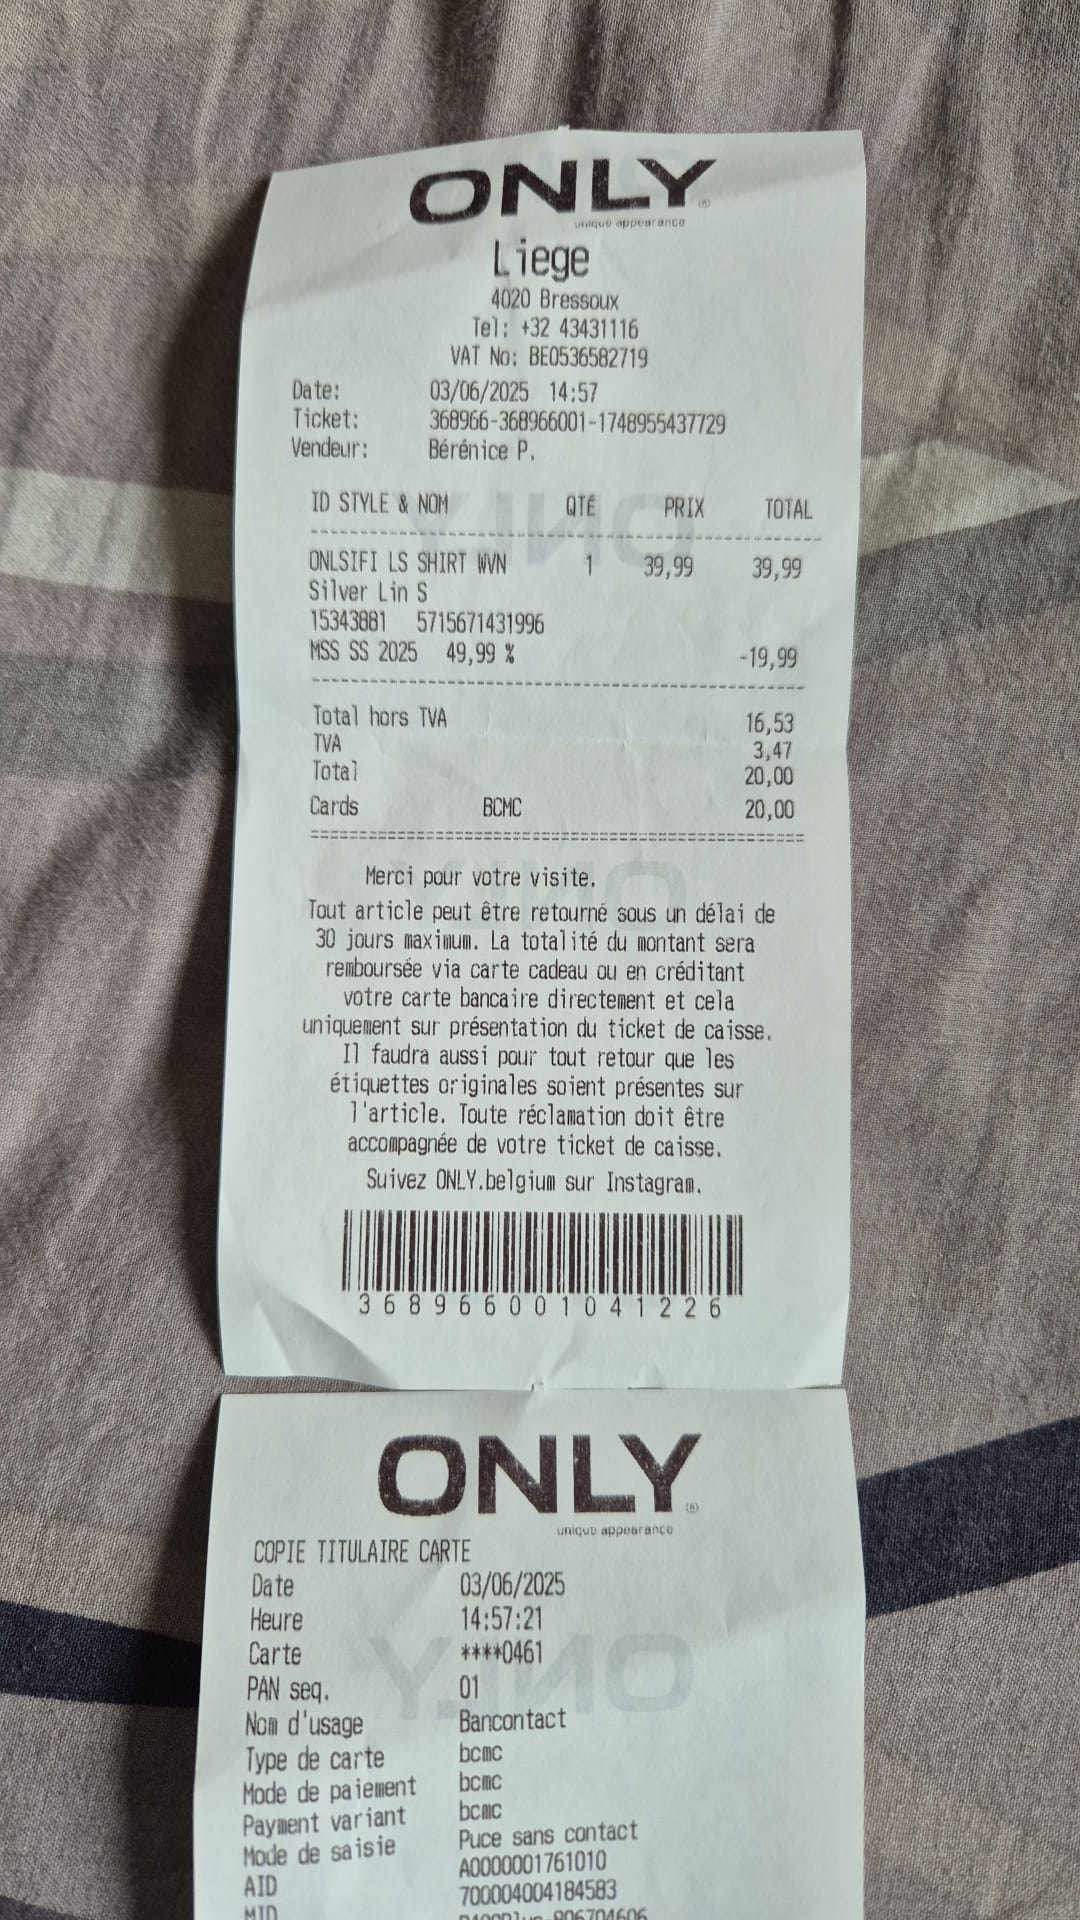 ONLY
unique appearance
Liege
4020 Bressoux
Tel: +32 43431116
VAT No: BE0536582719
Date: 03/06/2025 14:57
Ticket: 368966-368966001-1748955437729
Vendeur: Bérénice P.
ID STYLE & NOM QTÉ PRIX TOTAL
ONLSIFI LS SHIRT WVN 1 39,99 39,99
Silver Lin S
15343881 5715671431996
MSS SS 2025 49,99 % -19,99
Total hors TVA 16,53
TVA 3,47
Total 20,00
Cards BCMC 20,00
Merci pour votre visite.
Tout article peut être retourné sous un délai de
30 jours maximum. La totalité du montant sera
remboursée via carte cadeau ou en créditant
votre carte bancaire directement et cela
uniquement sur présentation du ticket de caisse.
Il faudra aussi pour tout retour que les
étiquettes originales soient présentes sur
l'article. Toute réclamation doit être
accompagnée de votre ticket de caisse.
Suivez ONLY.belgium sur Instagram.
368966001041226
ONLY
unique appearance
COPIE TITULAIRE CARTE
Date 03/06/2025
Heure 14:57:21
Carte ****0461
PAN seq. 01
Nom d'usage Bancontact
Type de carte bcmc
Mode de paiement bcmc
Payment variant bcmc
Mode de saisie Puce sans contact
AID A0000001761010
MID 700004004184583